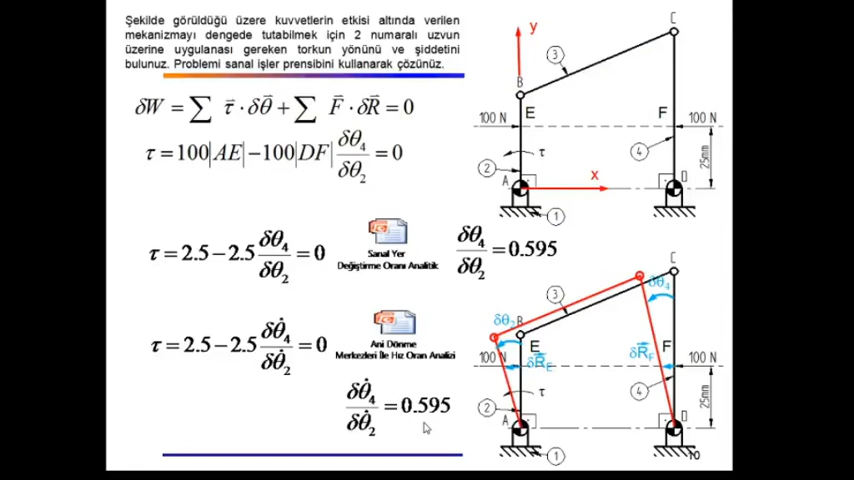 Şekilde görüldüğü üzere kuvvetlerin etkisi altında verilen
mekanizmayı dengede tutabilmek için 2 numaralı uzvun
üzerine uygulanası gereken torkun yönünü ve şiddetini
bulunuz. Problemi sanal işler prensibini kullanarak çözünüz.
δW = ∑ τ⃗ · δθ⃗ + ∑ F⃗ · δR⃗ = 0
τ = 100|AE| − 100|DF| δθ₄/δθ₂ = 0
τ = 2.5 − 2.5 δθ₄/δθ₂ = 0
Sanal Yer
Değiştirme Oranı Analitik
δθ₄/δθ₂ = 0.595
τ = 2.5 − 2.5 δθ̇₄/δθ̇₂ = 0
Ani Dönme
Merkezleri İle Hız Oran Analizi
δθ̇₄/δθ̇₂ = 0.595
y
C
3
B
E
F
100 N
100 N
τ
4
2
25mm
x
A
D
1
C
δθ₄
3
δθ₂
B
E
F
δR⃗F
100 N
100 N
δR⃗E
τ
4
2
25mm
A
D
1
10